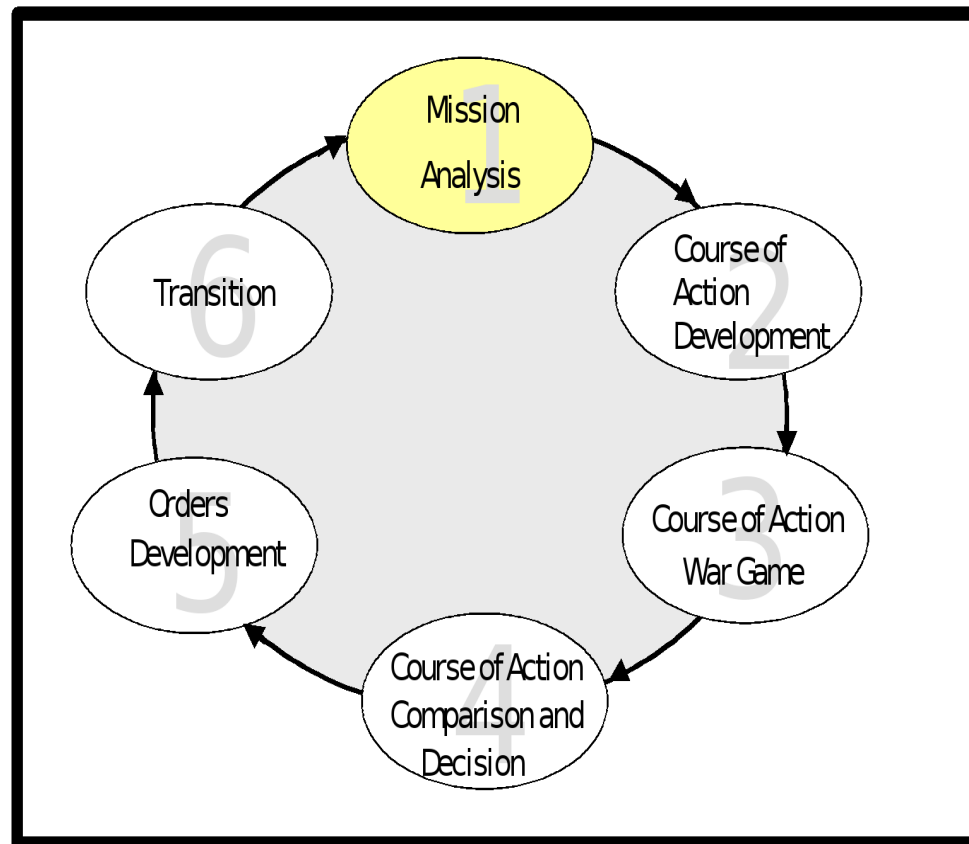 1
Mission
Analysis
2
Course of
Action
Development
3
Course of Action
War Game
4
Course of Action
Comparison and
Decision
5
Orders
Development
6
Transition